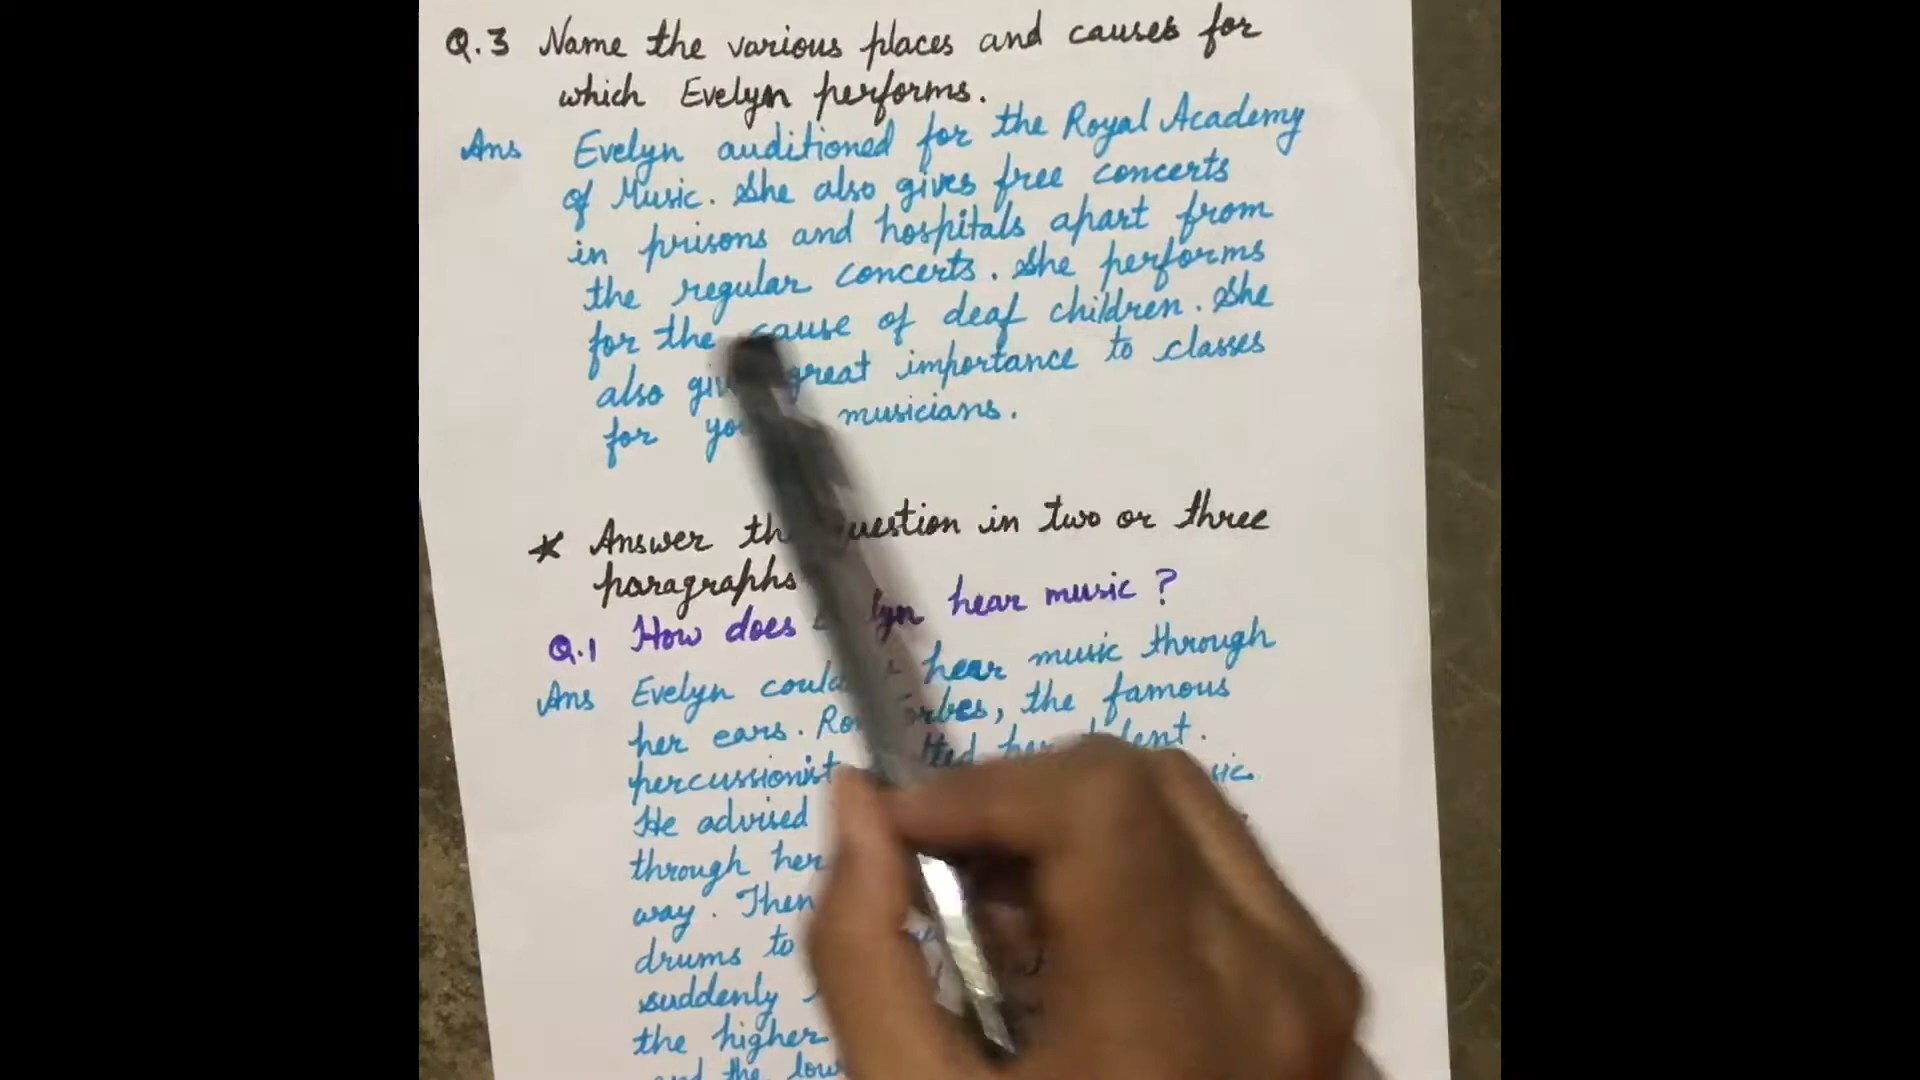 Q.3 Name the various places and causes for
which Evelyn performs.
Ans Evelyn auditioned for the Royal Academy
of Music. She also gives free concerts
in prisons and hospitals apart from
the regular concerts. She performs
for the cause of deaf children. She
also great importance to classes
for musicians.
* Answer question in two or three
paragraphs
Q.1 How does hear music ?
Ans Evelyn hear music through
her ears. the famous
percussionist her talent.
He advised
through her
way. Then
drums to
suddenly
the higher
and the